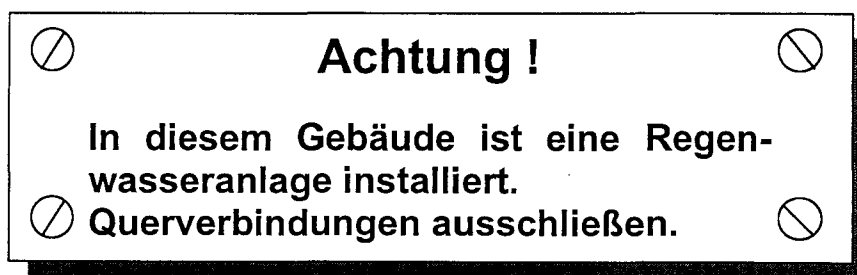 Achtung !
In diesem Gebäude ist eine Regen-
wasseranlage installiert.
Querverbindungen ausschließen.